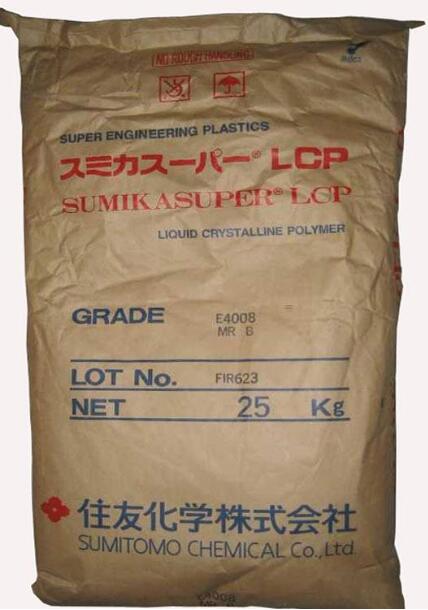 NO ROUGH HANDLING
SUPER ENGINEERING PLASTICS
スミカスーパー® LCP
SUMIKASUPER® LCP
LIQUID CRYSTALLINE POLYMER
GRADE E4008
MR B
LOT No. FIR623
NET 25 Kg
住友化学株式会社
SUMITOMO CHEMICAL Co., Ltd.
E4008
MR B